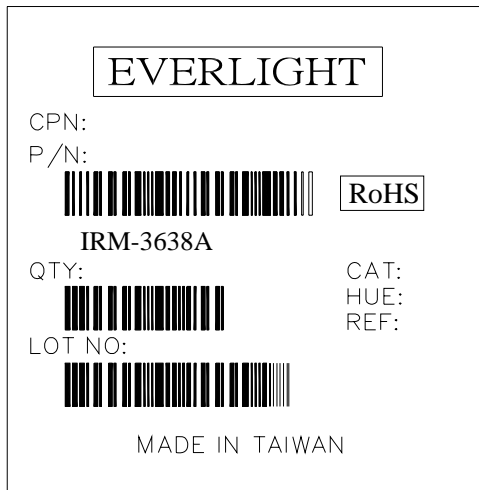 EVERLIGHT
CPN:
P/N:
RoHS
IRM-3638A
QTY:
CAT:
HUE:
REF:
LOT NO:
MADE IN TAIWAN